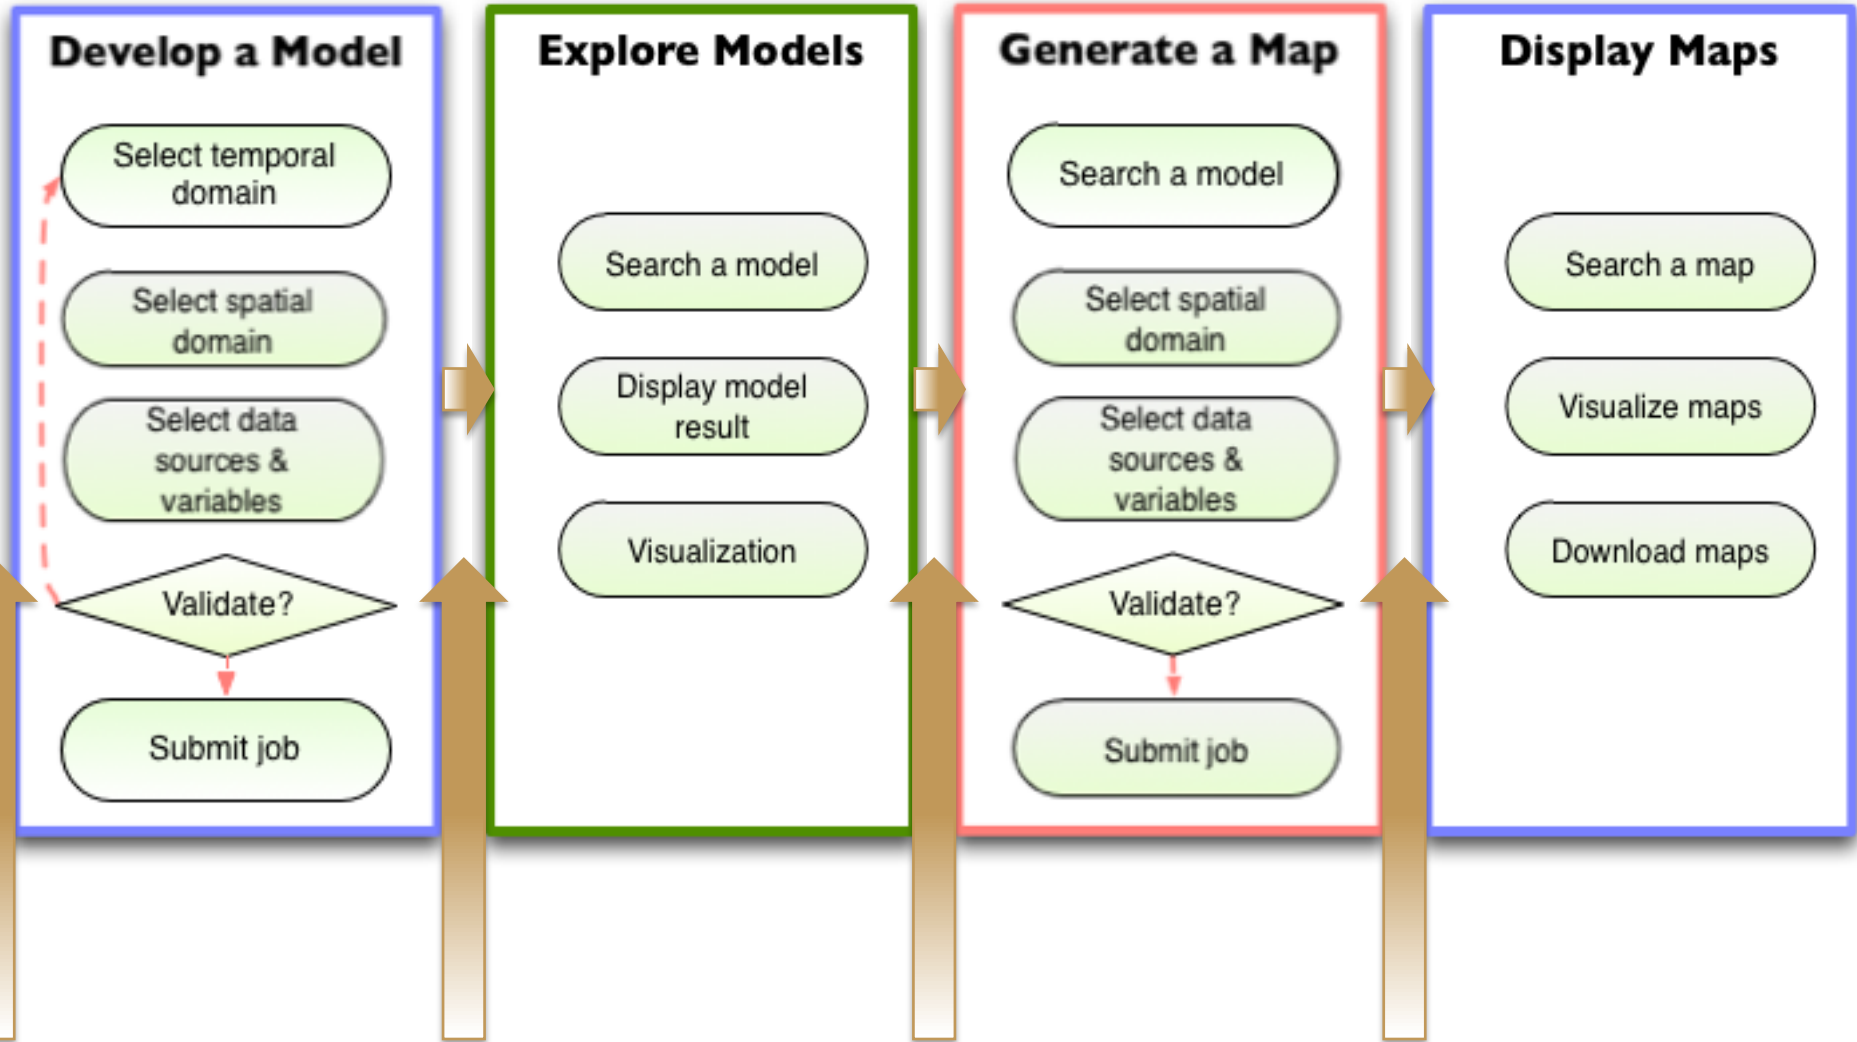 Develop a Model
Select temporal
domain
Select spatial
domain
Select data
sources &
variables
Validate?
Submit job
Explore Models
Search a model
Display model
result
Visualization
Generate a Map
Search a model
Select spatial
domain
Select data
sources &
variables
Validate?
Submit job
Display Maps
Search a map
Visualize maps
Download maps